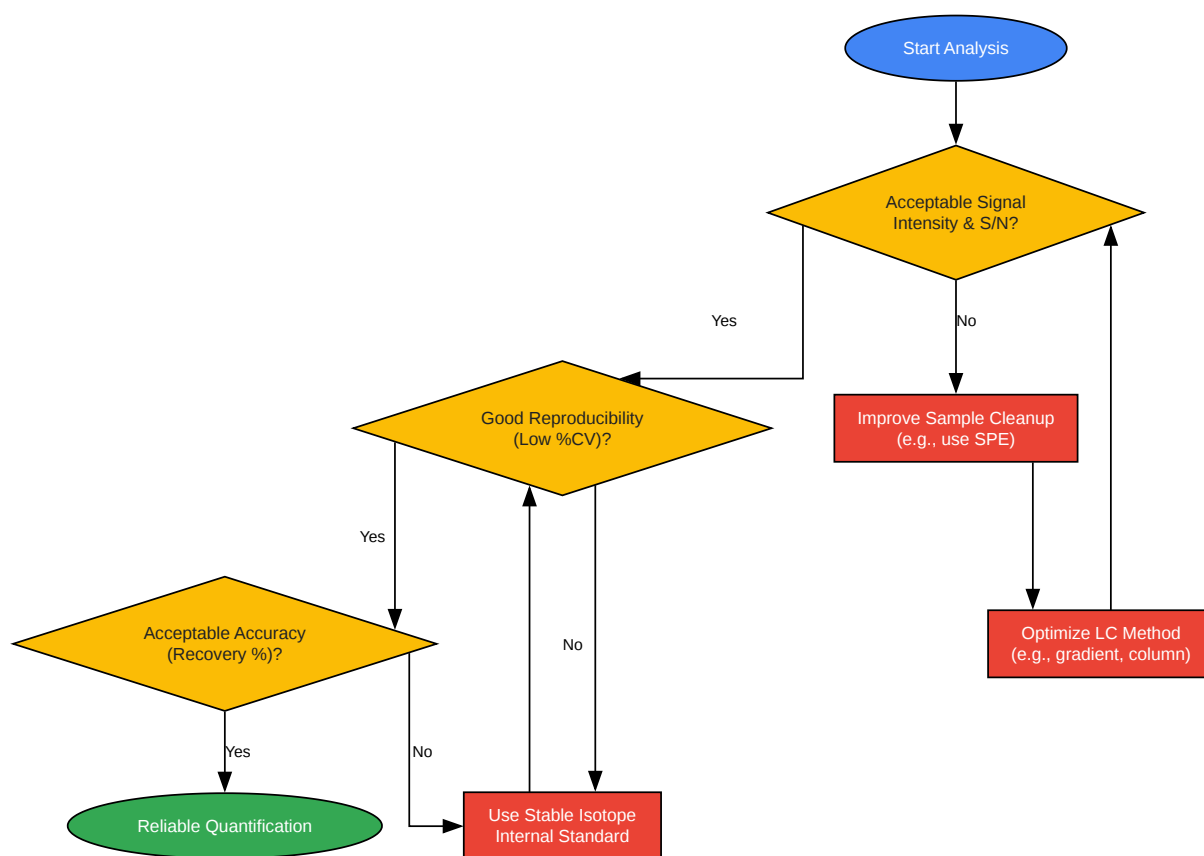 Start Analysis
Acceptable Signal
Intensity & S/N?
Yes
No
Good Reproducibility
(Low %CV)?
Improve Sample Cleanup
(e.g., use SPE)
Yes
No
Acceptable Accuracy
(Recovery %)?
Optimize LC Method
(e.g., gradient, column)
Yes
No
Reliable Quantification
Use Stable Isotope
Internal Standard